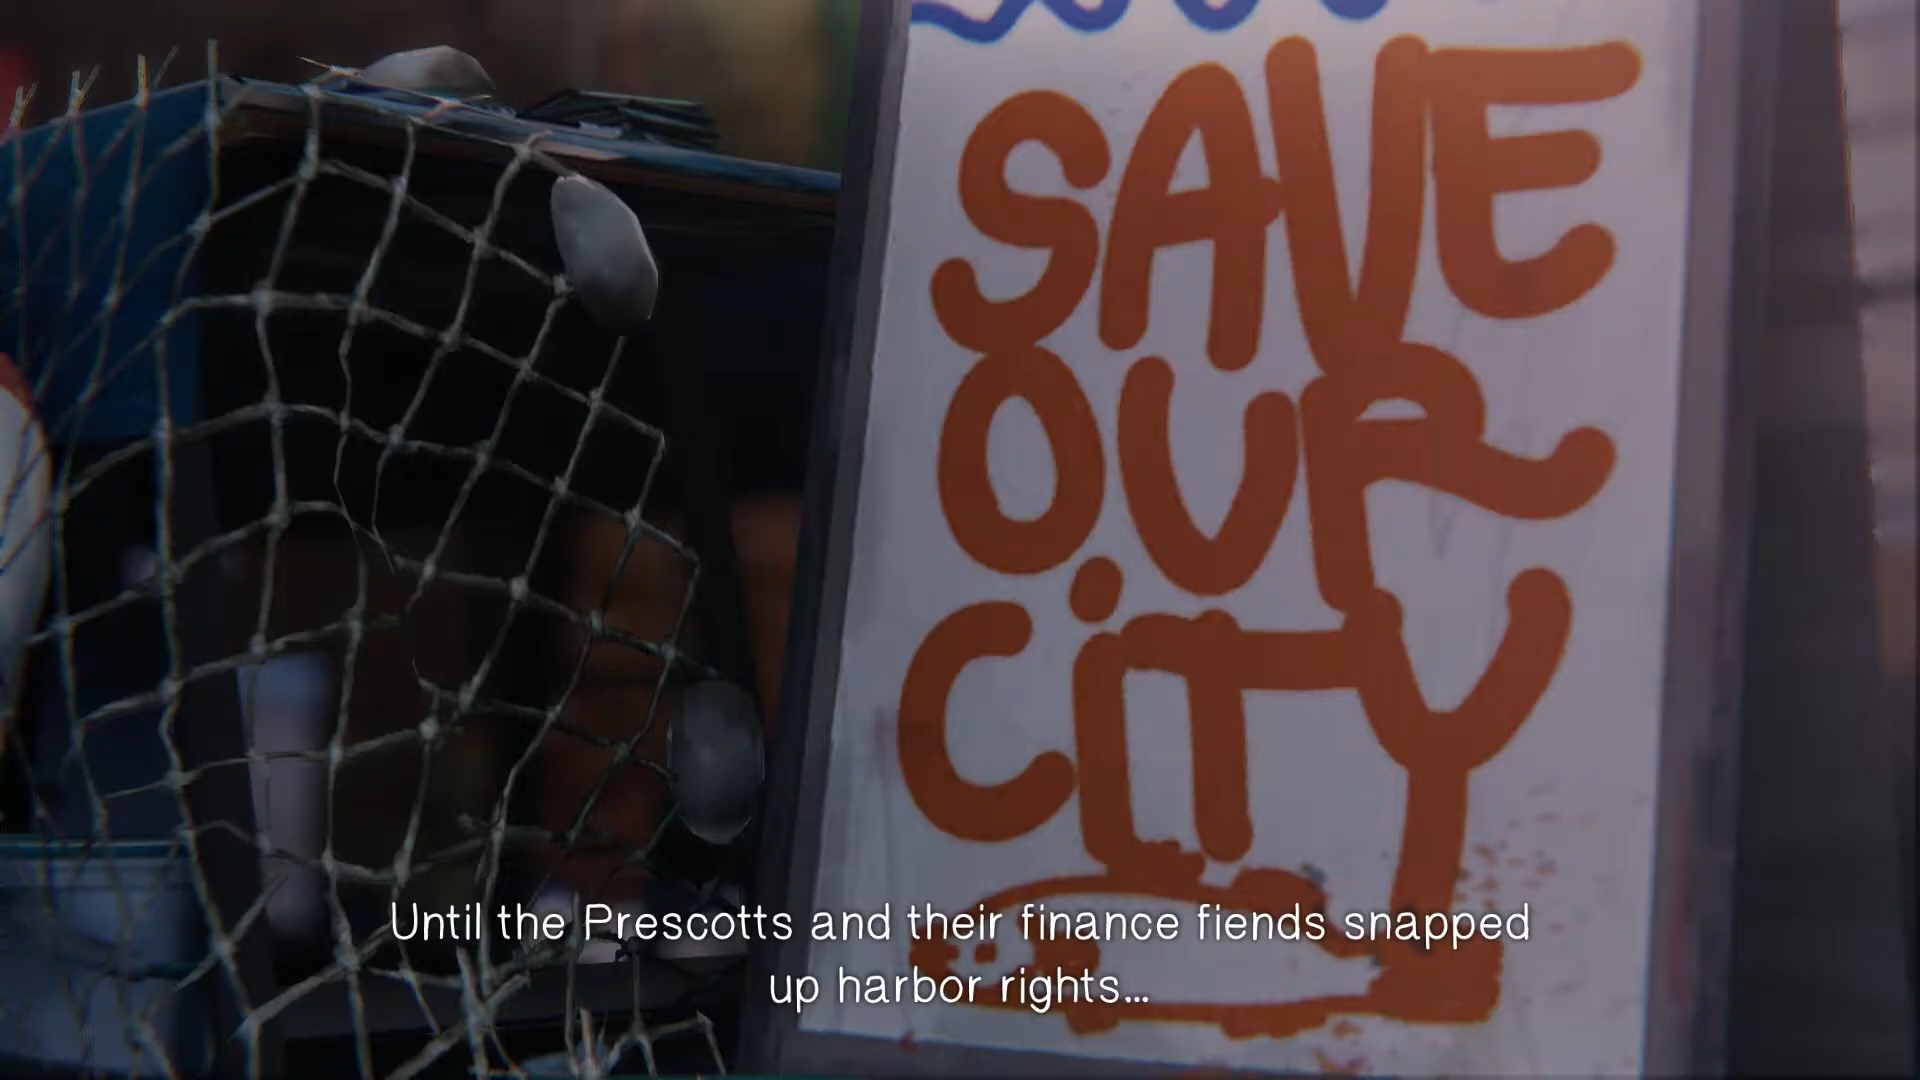 SAVE
OUR
CiTY
Until the Prescotts and their finance fiends snapped
up harbor rights...